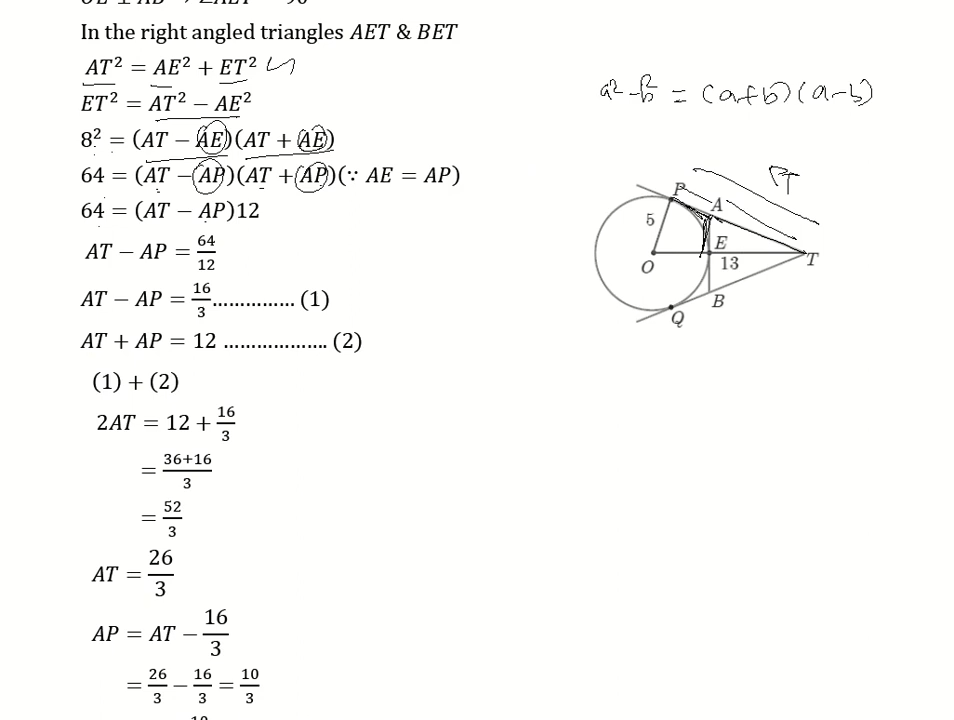 In the right angled triangles AET & BET
AT² = AE² + ET²
ET² = AT² − AE²
8² = (AT − AE)(AT + AE)
64 = (AT − AP)(AT + AP)(∵ AE = AP)
64 = (AT − AP)12
AT − AP = 64/12
AT − AP = 16/3 …………… (1)
AT + AP = 12 ………………. (2)
(1) + (2)
2AT = 12 + 16/3
= 36+16/3
= 52/3
AT = 26/3
AP = AT − 16/3
= 26/3 − 16/3 = 10/3
a² − b² = (a+b)(a−b)
PT
P
A
5
E
O
13
T
B
Q